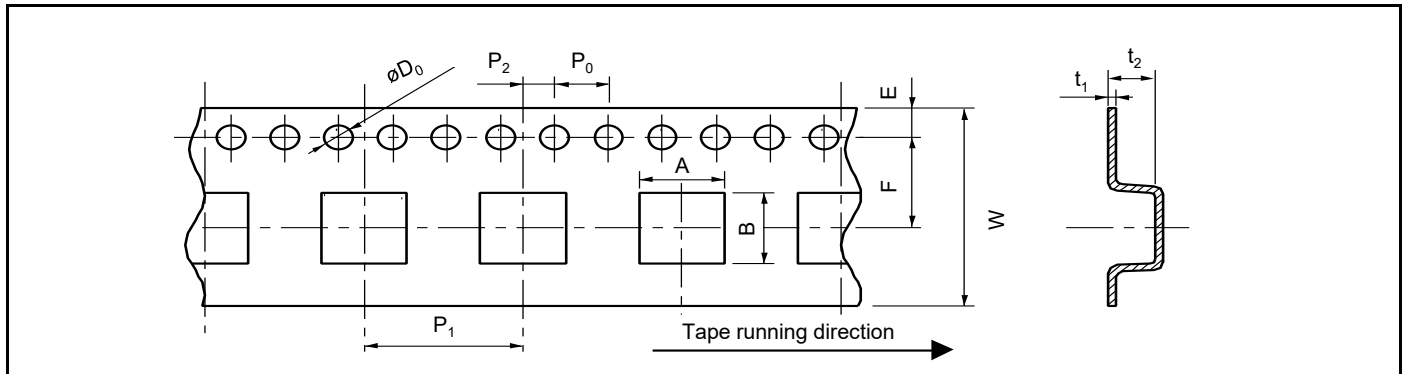 øD₀
P₂
P₀
E
t₁
t₂
A
F
B
W
P₁
Tape running direction